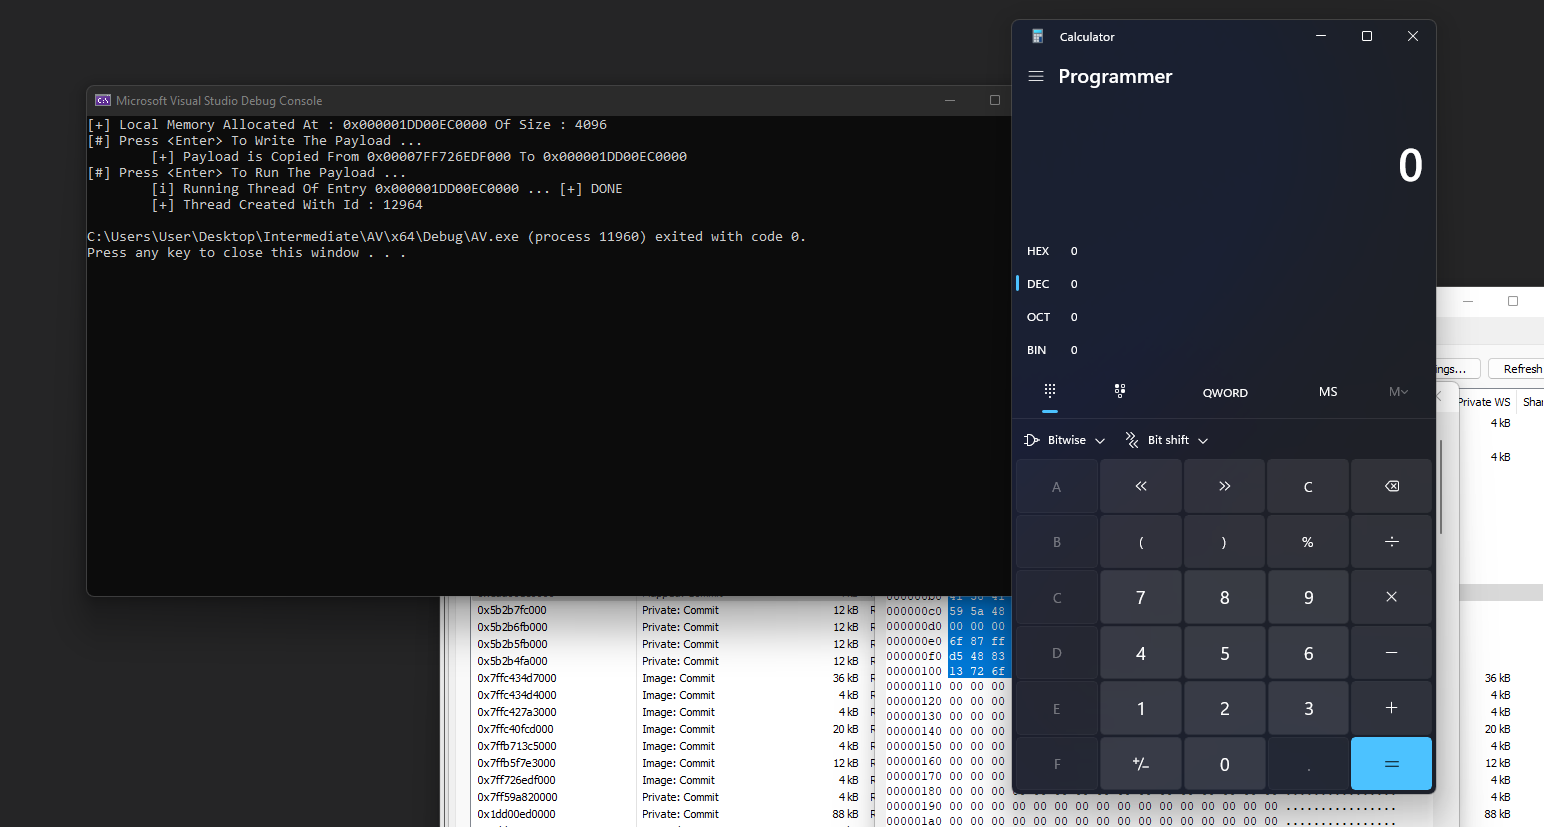 Microsoft Visual Studio Debug Console
[+] Local Memory Allocated At : 0x000001DD00EC0000 Of Size : 4096
[#] Press <Enter> To Write The Payload ...
[+] Payload is Copied From 0x00007FF726EDF000 To 0x000001DD00EC0000
[#] Press <Enter> To Run The Payload ...
[i] Running Thread Of Entry 0x000001DD00EC0000 ... [+] DONE
[+] Thread Created With Id : 12964
C:\Users\User\Desktop\Intermediate\AV\x64\Debug\AV.exe (process 11960) exited with code 0.
Press any key to close this window . . .
Calculator
Programmer
0
HEX 0
DEC 0
OCT 0
BIN 0
QWORD MS M
Bitwise Bit shift
A « » C
B ( ) % ÷
C 7 8 9 ×
D 4 5 6 −
E 1 2 3 +
F +/− 0 . =
ings... Refresh
Private WS Shar
4 kB
4 kB
0x5b2b7fc000 Private: Commit 12 kB R
0x5b2b6fb000 Private: Commit 12 kB R
0x5b2b5fb000 Private: Commit 12 kB R
0x5b2b4fa000 Private: Commit 12 kB R
0x7ffc434d7000 Image: Commit 36 kB R
0x7ffc434d4000 Image: Commit 4 kB R
0x7ffc427a3000 Image: Commit 4 kB R
0x7ffc40fcd000 Image: Commit 20 kB R
0x7ffb713c5000 Image: Commit 4 kB R
0x7ffb5f7e3000 Image: Commit 12 kB R
0x7ff726edf000 Image: Commit 4 kB R
0x7ff59a820000 Private: Commit 4 kB R
0x1dd00ed0000 Private: Commit 88 kB R
000000c0 59 5a 48
000000d0 00 00 00
000000e0 6f 87 ff
000000f0 d5 48 83
00000100 13 72 6f
00000110 00 00 00
00000120 00 00 00
00000130 00 00 00
00000140 00 00 00
00000150 00 00 00
00000160 00 00 00
00000170 00 00 00
00000180 00 00 00
00000190 00 00 00 00 00 00 00 00 00 00 00 00 00 00 00 00 ................
000001a0 00 00 00 00 00 00 00 00 00 00 00 00 00 00 00 00 ................
36 kB
4 kB
4 kB
20 kB
4 kB
12 kB
4 kB
4 kB
88 kB